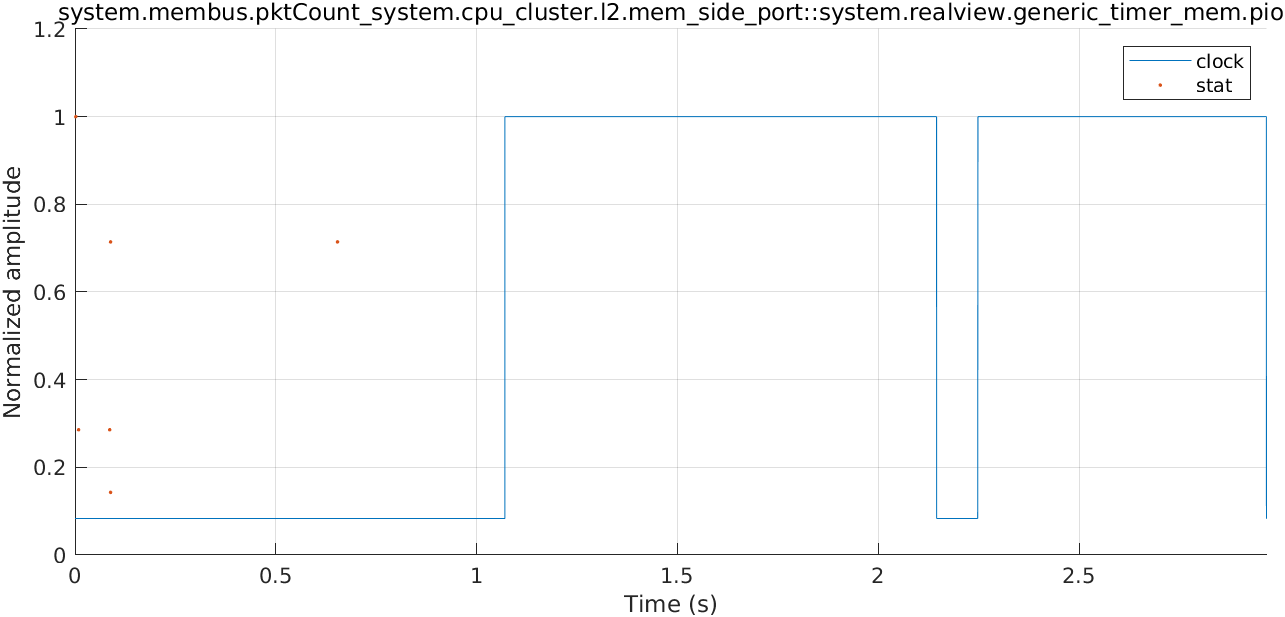 system.membus.pktCount_system.cpu_cluster.l2.mem_side_port::system.realview.generic_timer_mem.pio
1.2
clock
stat
1
0.8
0.6
0.4
0.2
0
Normalized amplitude
0 0.5 1 1.5 2 2.5
Time (s)